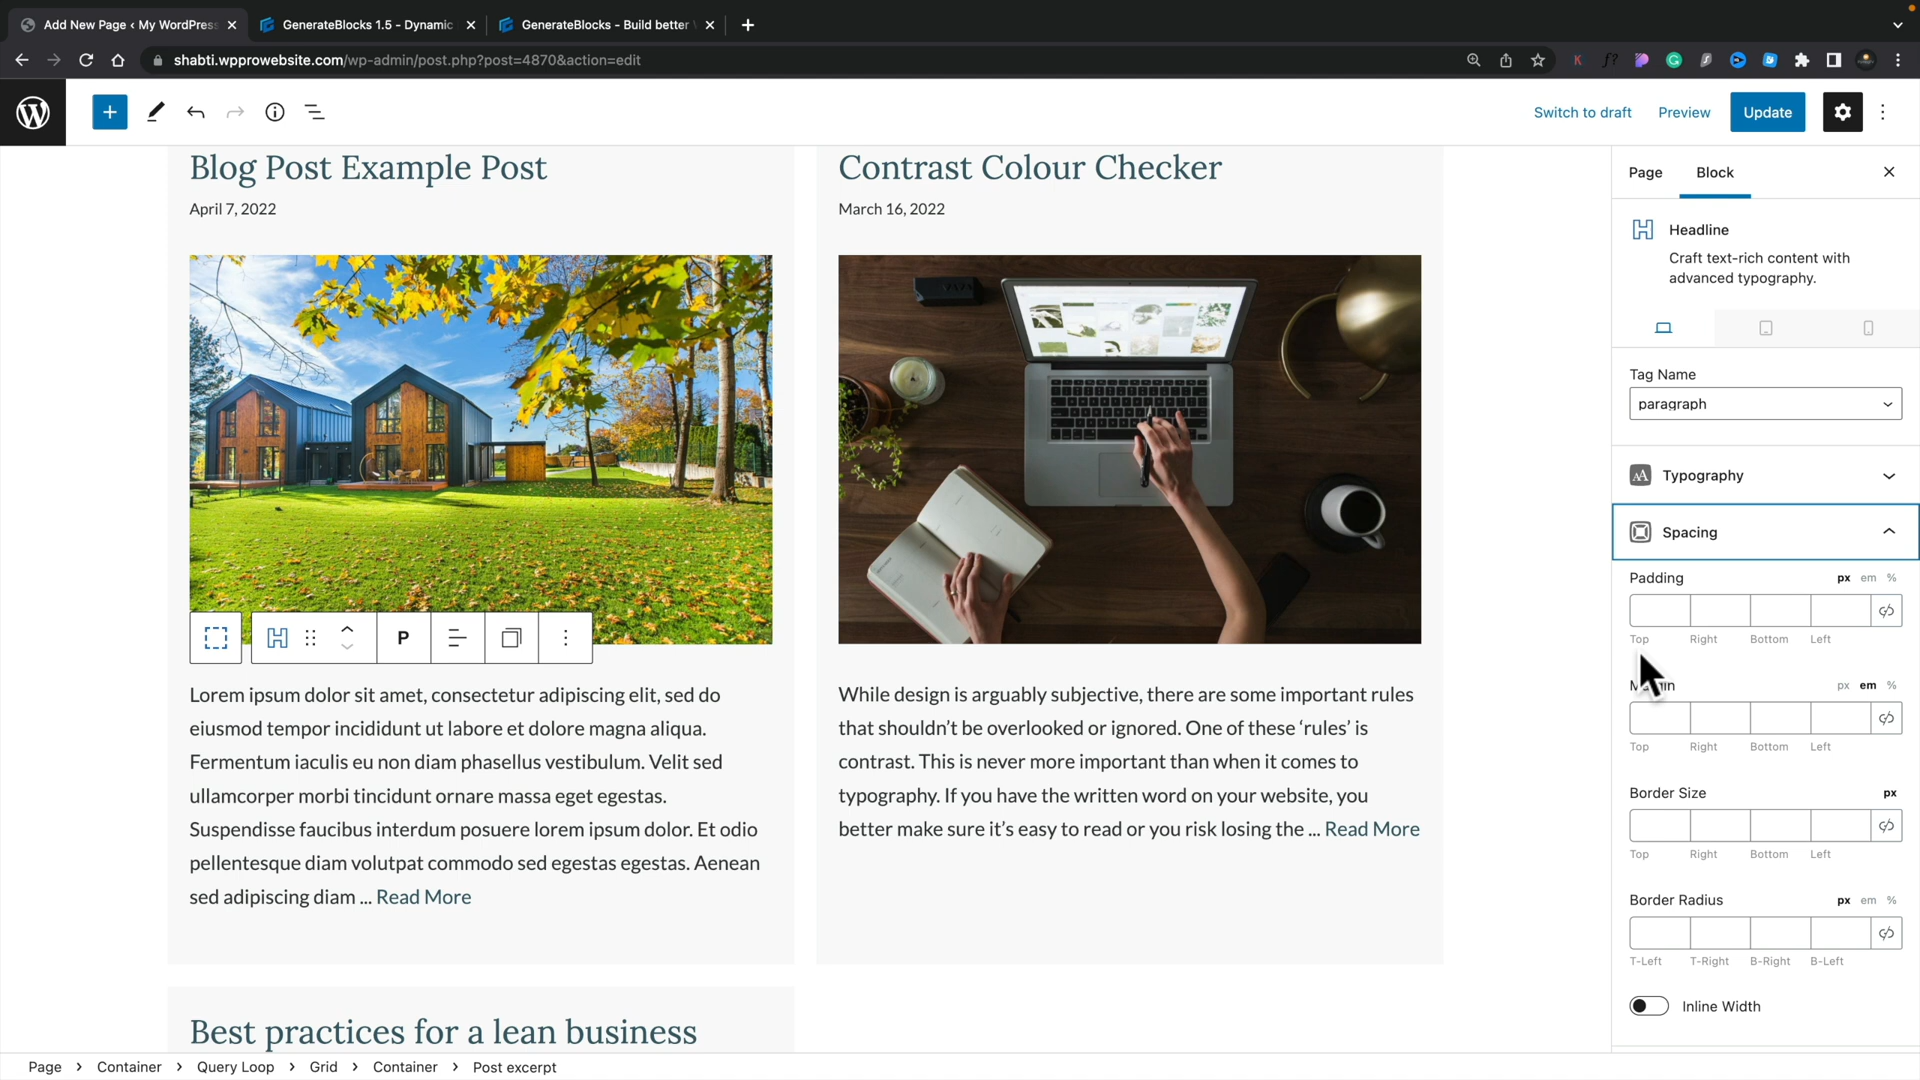 Add New Page ‹ My WordPress
GenerateBlocks 1.5 - Dynamic
GenerateBlocks - Build better
shabti.wpprowebsite.com/wp-admin/post.php?post=4870&action=edit
Switch to draft
Preview
Update
Blog Post Example Post
April 7, 2022
Contrast Colour Checker
March 16, 2022
P
Lorem ipsum dolor sit amet, consectetur adipiscing elit, sed do
eiusmod tempor incididunt ut labore et dolore magna aliqua.
Fermentum iaculis eu non diam phasellus vestibulum. Velit sed
ullamcorper morbi tincidunt ornare massa eget egestas.
Suspendisse faucibus interdum posuere lorem ipsum dolor. Et odio
pellentesque diam volutpat commodo sed egestas egestas. Aenean
sed adipiscing diam ... Read More
While design is arguably subjective, there are some important rules
that shouldn’t be overlooked or ignored. One of these ‘rules’ is
contrast. This is never more important than when it comes to
typography. If you have the written word on your website, you
better make sure it’s easy to read or you risk losing the ... Read More
Best practices for a lean business
Page
Block
Headline
Craft text-rich content with
advanced typography.
Tag Name
paragraph
Typography
Spacing
Padding
px em %
Top Right Bottom Left
px em %
Top Right Bottom Left
Border Size
px
Top Right Bottom Left
Border Radius
px em %
T-Left T-Right B-Right B-Left
Inline Width
Page › Container › Query Loop › Grid › Container › Post excerpt